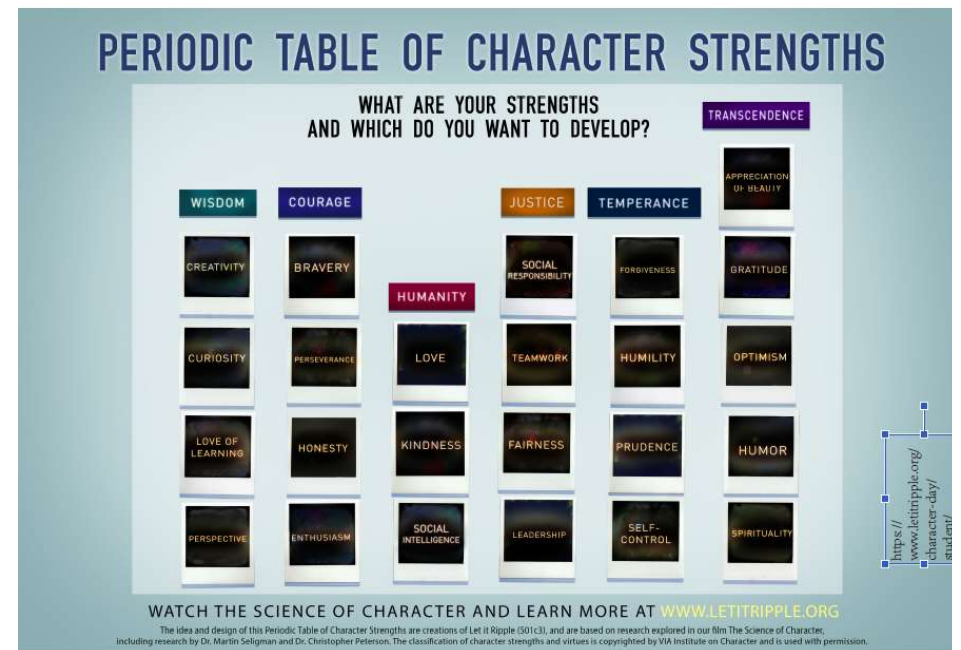 PERIODIC TABLE OF CHARACTER STRENGTHS
WHAT ARE YOUR STRENGTHS
AND WHICH DO YOU WANT TO DEVELOP?
WISDOM
CREATIVITY
CURIOSITY
LOVE OF
LEARNING
PERSPECTIVE
COURAGE
BRAVERY
PERSEVERANCE
HONESTY
ENTHUSIASM
HUMANITY
LOVE
KINDNESS
SOCIAL
INTELLIGENCE
JUSTICE
SOCIAL
RESPONSIBILITY
TEAMWORK
FAIRNESS
LEADERSHIP
TEMPERANCE
FORGIVENESS
HUMILITY
PRUDENCE
SELF-
CONTROL
TRANSCENDENCE
APPRECIATION
OF BEAUTY
GRATITUDE
OPTIMISM
HUMOR
SPIRITUALITY
https://
www.letitripple.org/
character-day/
student/
WATCH THE SCIENCE OF CHARACTER AND LEARN MORE AT WWW.LETITRIPPLE.ORG
The idea and design of this Periodic Table of Character Strengths are creations of Let it Ripple (501c3), and are based on research explored in our film The Science of Character,
including research by Dr. Martin Seligman and Dr. Christopher Peterson. The classification of character strengths and virtues is copyrighted by VIA Institute on Character and is used with permission.